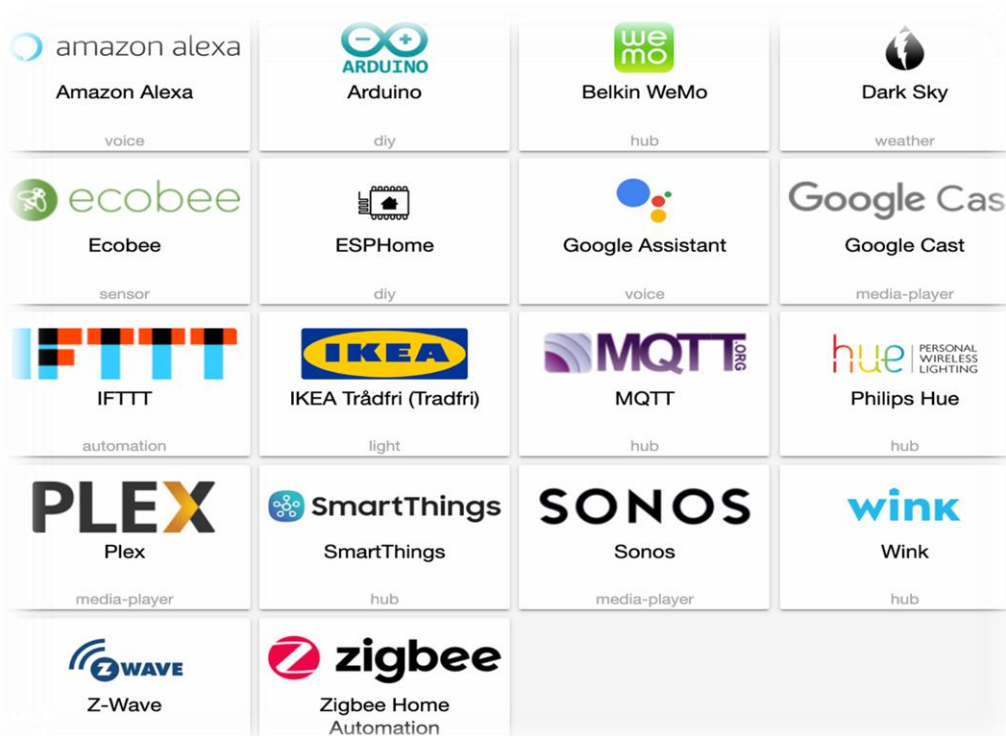 amazon alexa
ARDUINO
we
mo
Amazon Alexa
Arduino
Belkin WeMo
Dark Sky
voice
diy
hub
weather
ecobee
Google Cas
Ecobee
ESPHome
Google Assistant
Google Cast
sensor
diy
voice
media-player
IFTTT
IKEA
MQTT
.ORG
hue
PERSONAL
WIRELESS
LIGHTING
IFTTT
IKEA Trådfri (Tradfri)
MQTT
Philips Hue
automation
light
hub
hub
PLEX
SmartThings
SONOS
wink
Plex
SmartThings
Sonos
Wink
media-player
hub
media-player
hub
Z WAVE
zigbee
Z-Wave
Zigbee Home
Automation